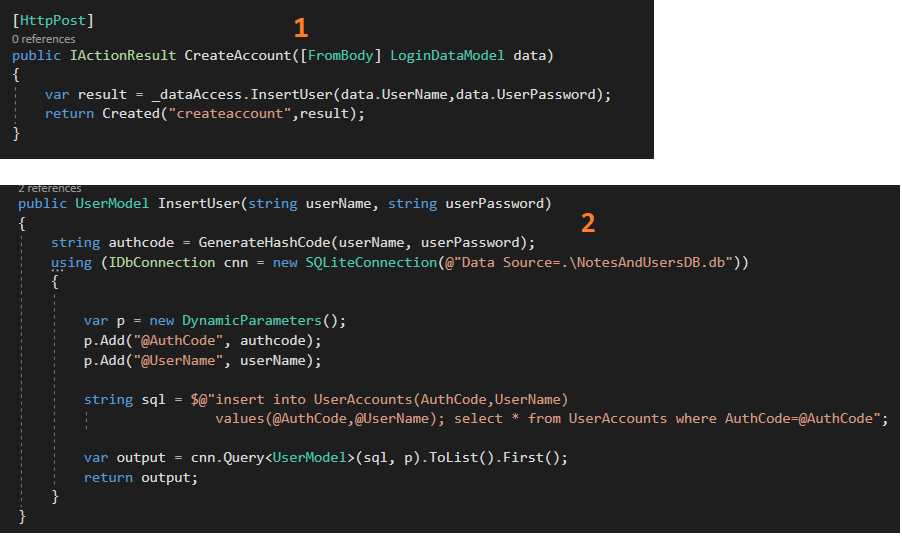 [HttpPost]
1
0 references
public IActionResult CreateAccount([FromBody] LoginDataModel data)
{
var result = _dataAccess.InsertUser(data.UserName,data.UserPassword);
return Created("createaccount",result);
}
2 references
public UserModel InsertUser(string userName, string userPassword)
2
{
string authcode = GenerateHashCode(userName, userPassword);
using (IDbConnection cnn = new SQLiteConnection(@"Data Source=.\NotesAndUsersDB.db"))
{
var p = new DynamicParameters();
p.Add("@AuthCode", authcode);
p.Add("@UserName", userName);
string sql = $@"insert into UserAccounts(AuthCode,UserName)
values(@AuthCode,@UserName); select * from UserAccounts where AuthCode=@AuthCode";
var output = cnn.Query<UserModel>(sql, p).ToList().First();
return output;
}
}